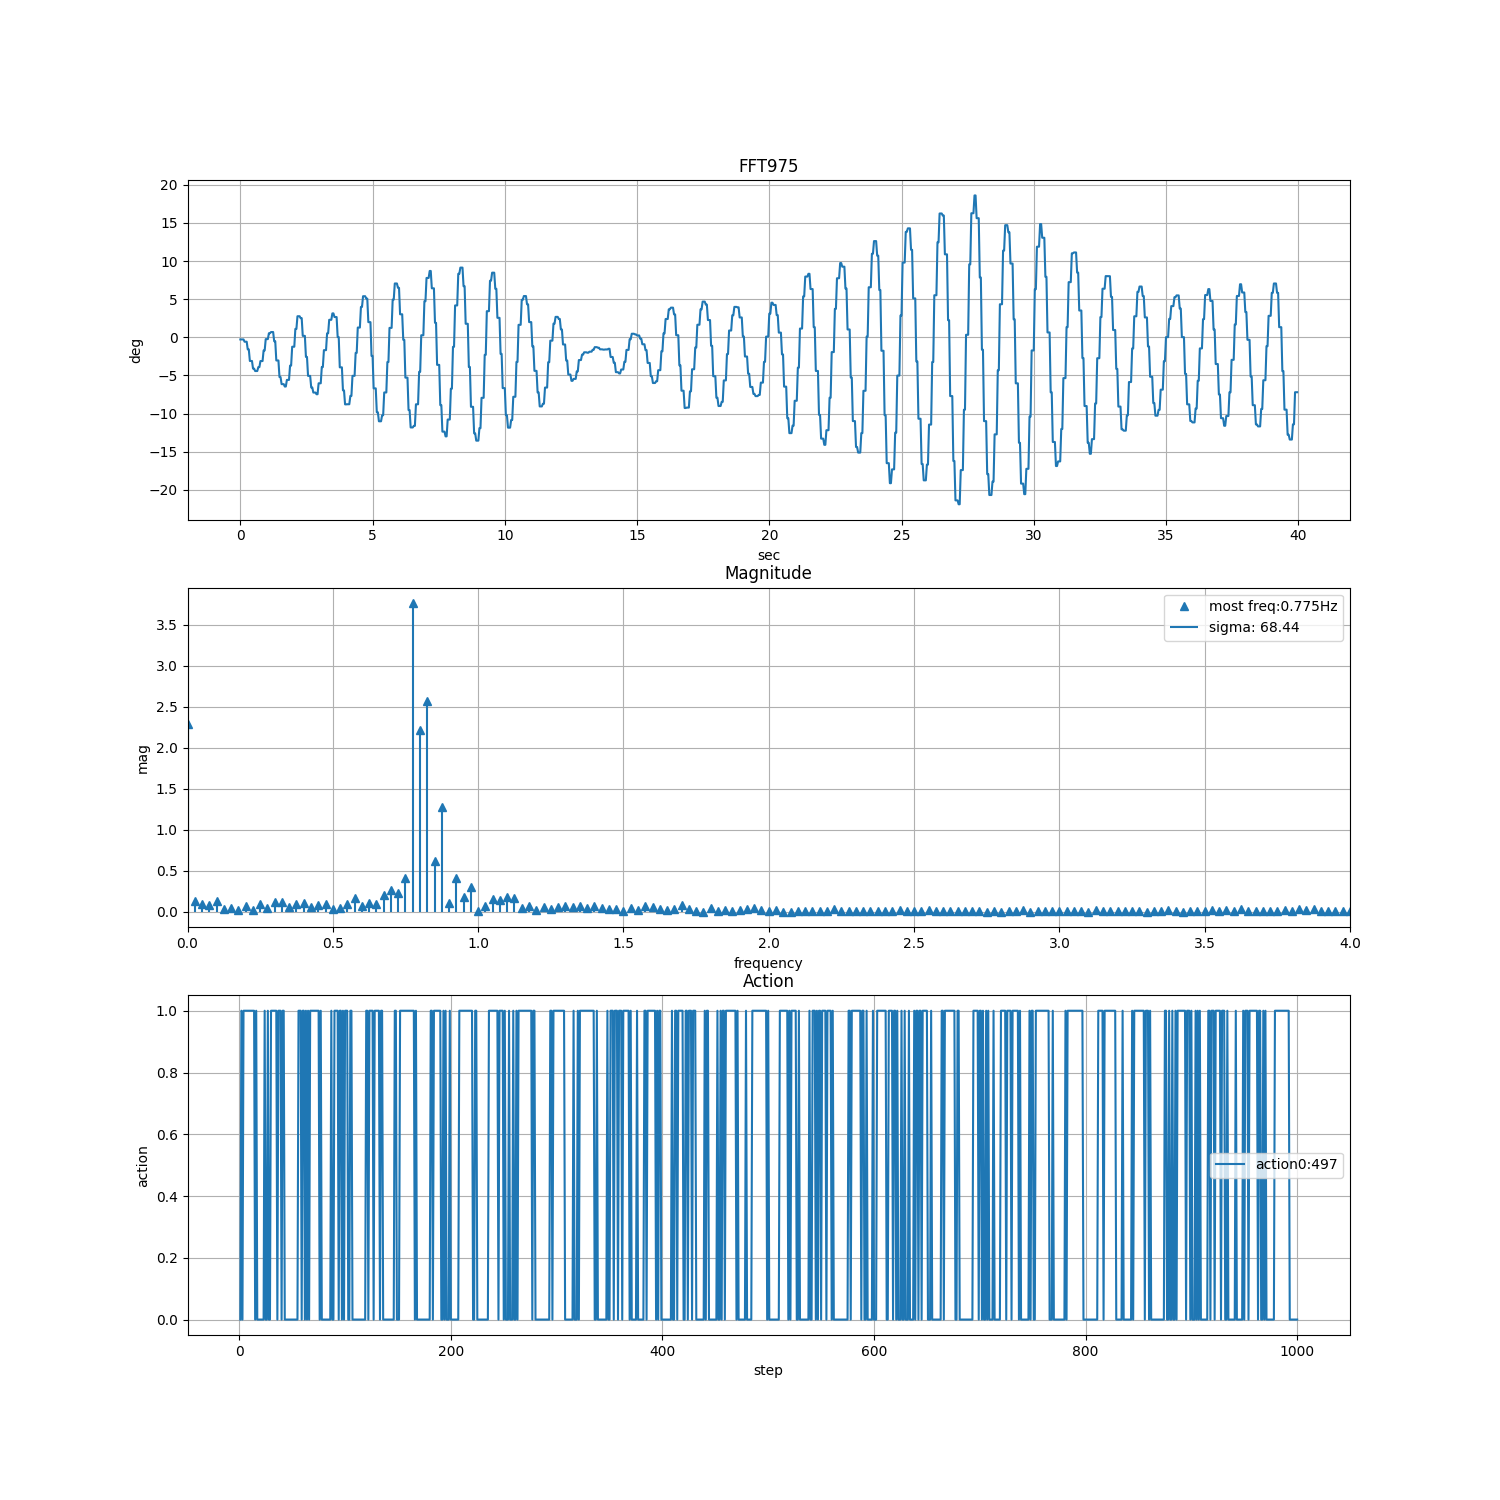 FFT975
20
15
10
5
0
−5
−10
−15
−20
deg
0 5 10 15 20 25 30 35 40
sec
Magnitude
most freq:0.775Hz
sigma: 68.44
3.5
3.0
2.5
2.0
1.5
1.0
0.5
0.0
mag
0.0 0.5 1.0 1.5 2.0 2.5 3.0 3.5 4.0
frequency
Action
1.0
0.8
0.6
0.4
0.2
0.0
action
action0:497
0 200 400 600 800 1000
step